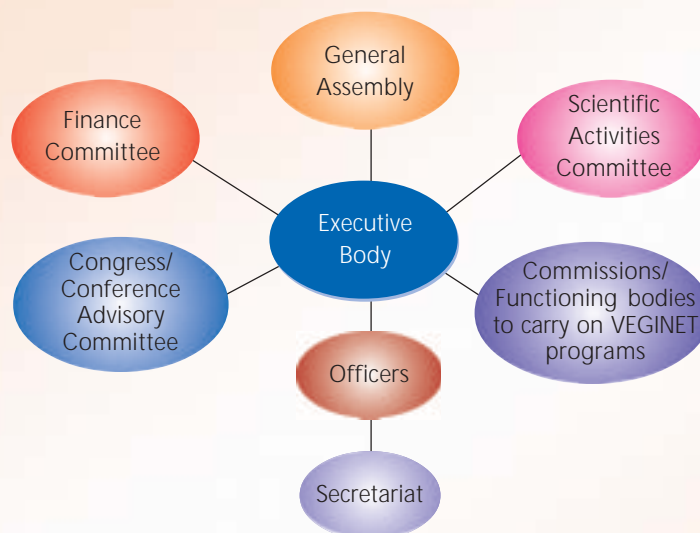 General
Assembly
Finance
Committee
Scientific
Activities
Committee
Executive
Body
Congress/
Conference
Advisory
Committee
Commissions/
Functioning bodies
to carry on VEGINET
programs
Officers
Secretariat